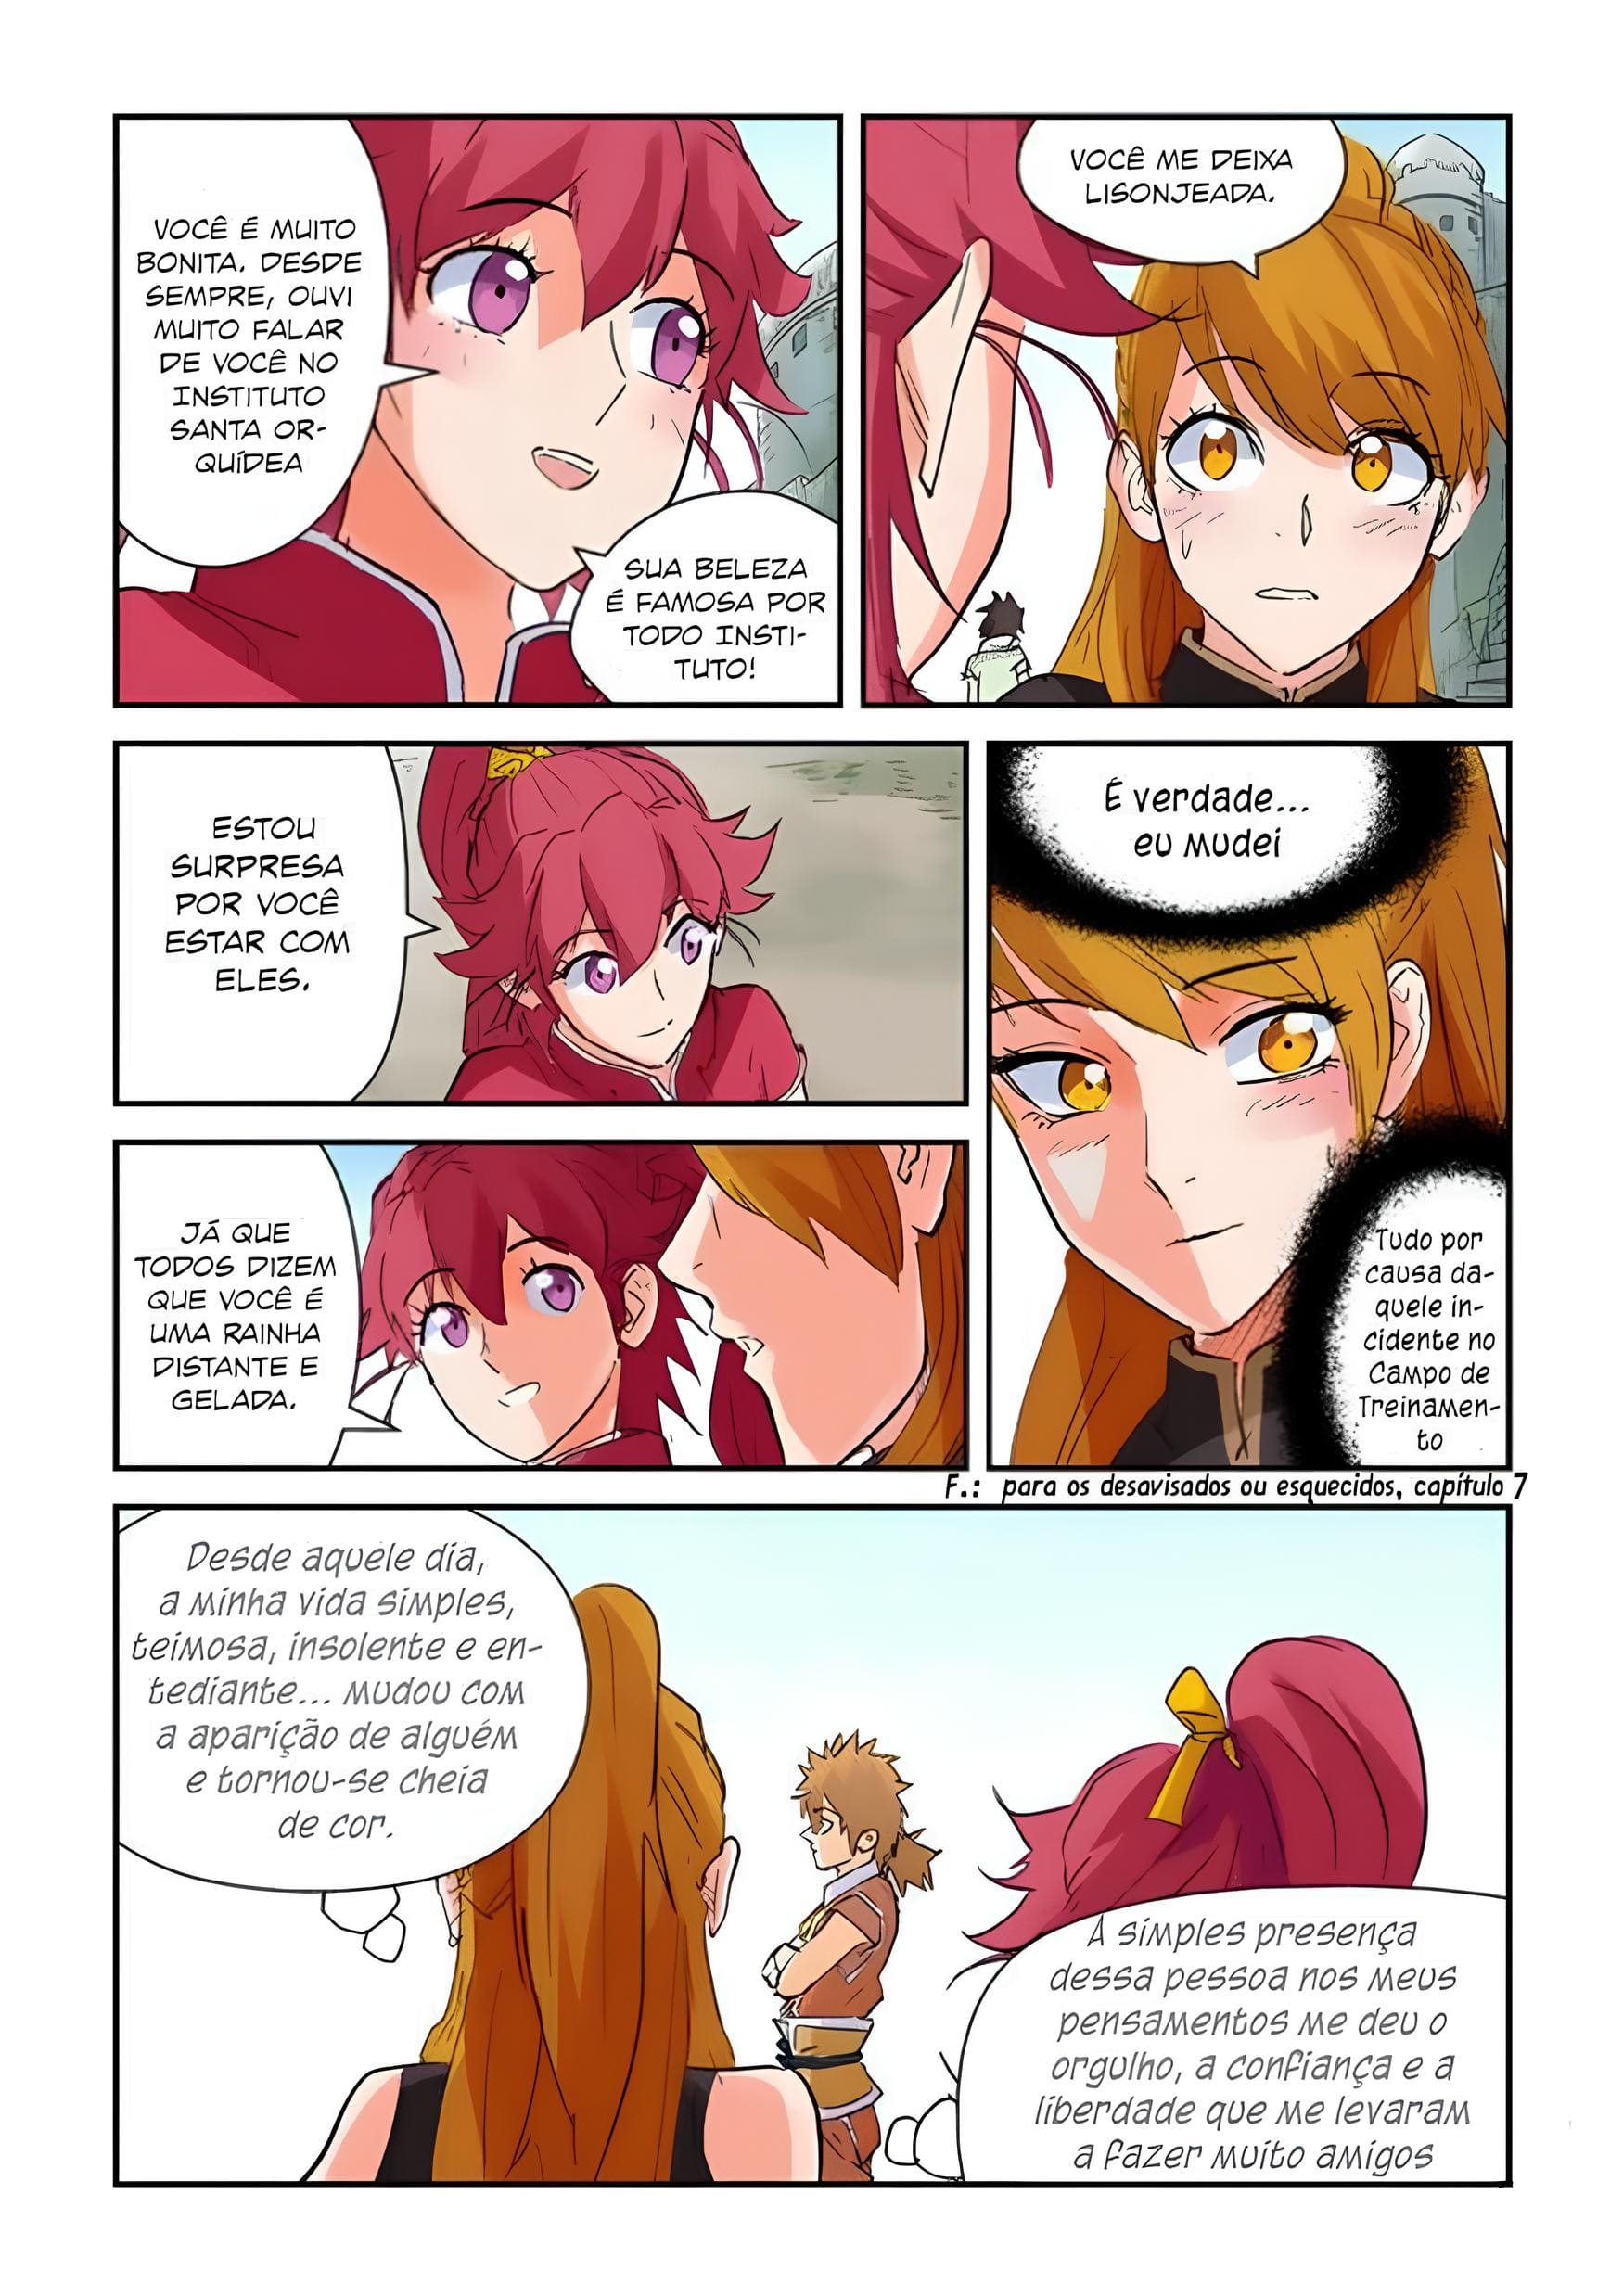 VOCÊ É MUITO
BONITA. DESDE
SEMPRE, OUVI
MUITO FALAR
DE VOCÊ NO
INSTITUTO
SANTA OR-
QUÍDEA
SUA BELEZA
É FAMOSA POR
TODO INSTI-
TUTO!
VOCÊ ME DEIXA
LISONJEADA.
ESTOU
SURPRESA
POR VOCÊ
ESTAR COM
ELES.
JÁ QUE
TODOS DIZEM
QUE VOCÊ É
UMA RAINHA
DISTANTE E
GELADA.
É verdade...
eu mudei
Tudo por
causa da-
quele in-
cidente no
Campo de
Treinamen-
to
F.: para os desavisados ou esquecidos, capítulo 7
Desde aquele dia,
a minha vida simples,
teimosa, insolente e en-
tediante... mudou com
a aparição de alguém
e tornou-se cheia
de cor.
A simples presença
dessa pessoa nos meus
pensamentos me deu o
orgulho, a confiança e a
liberdade que me levaram
a fazer muito amigos